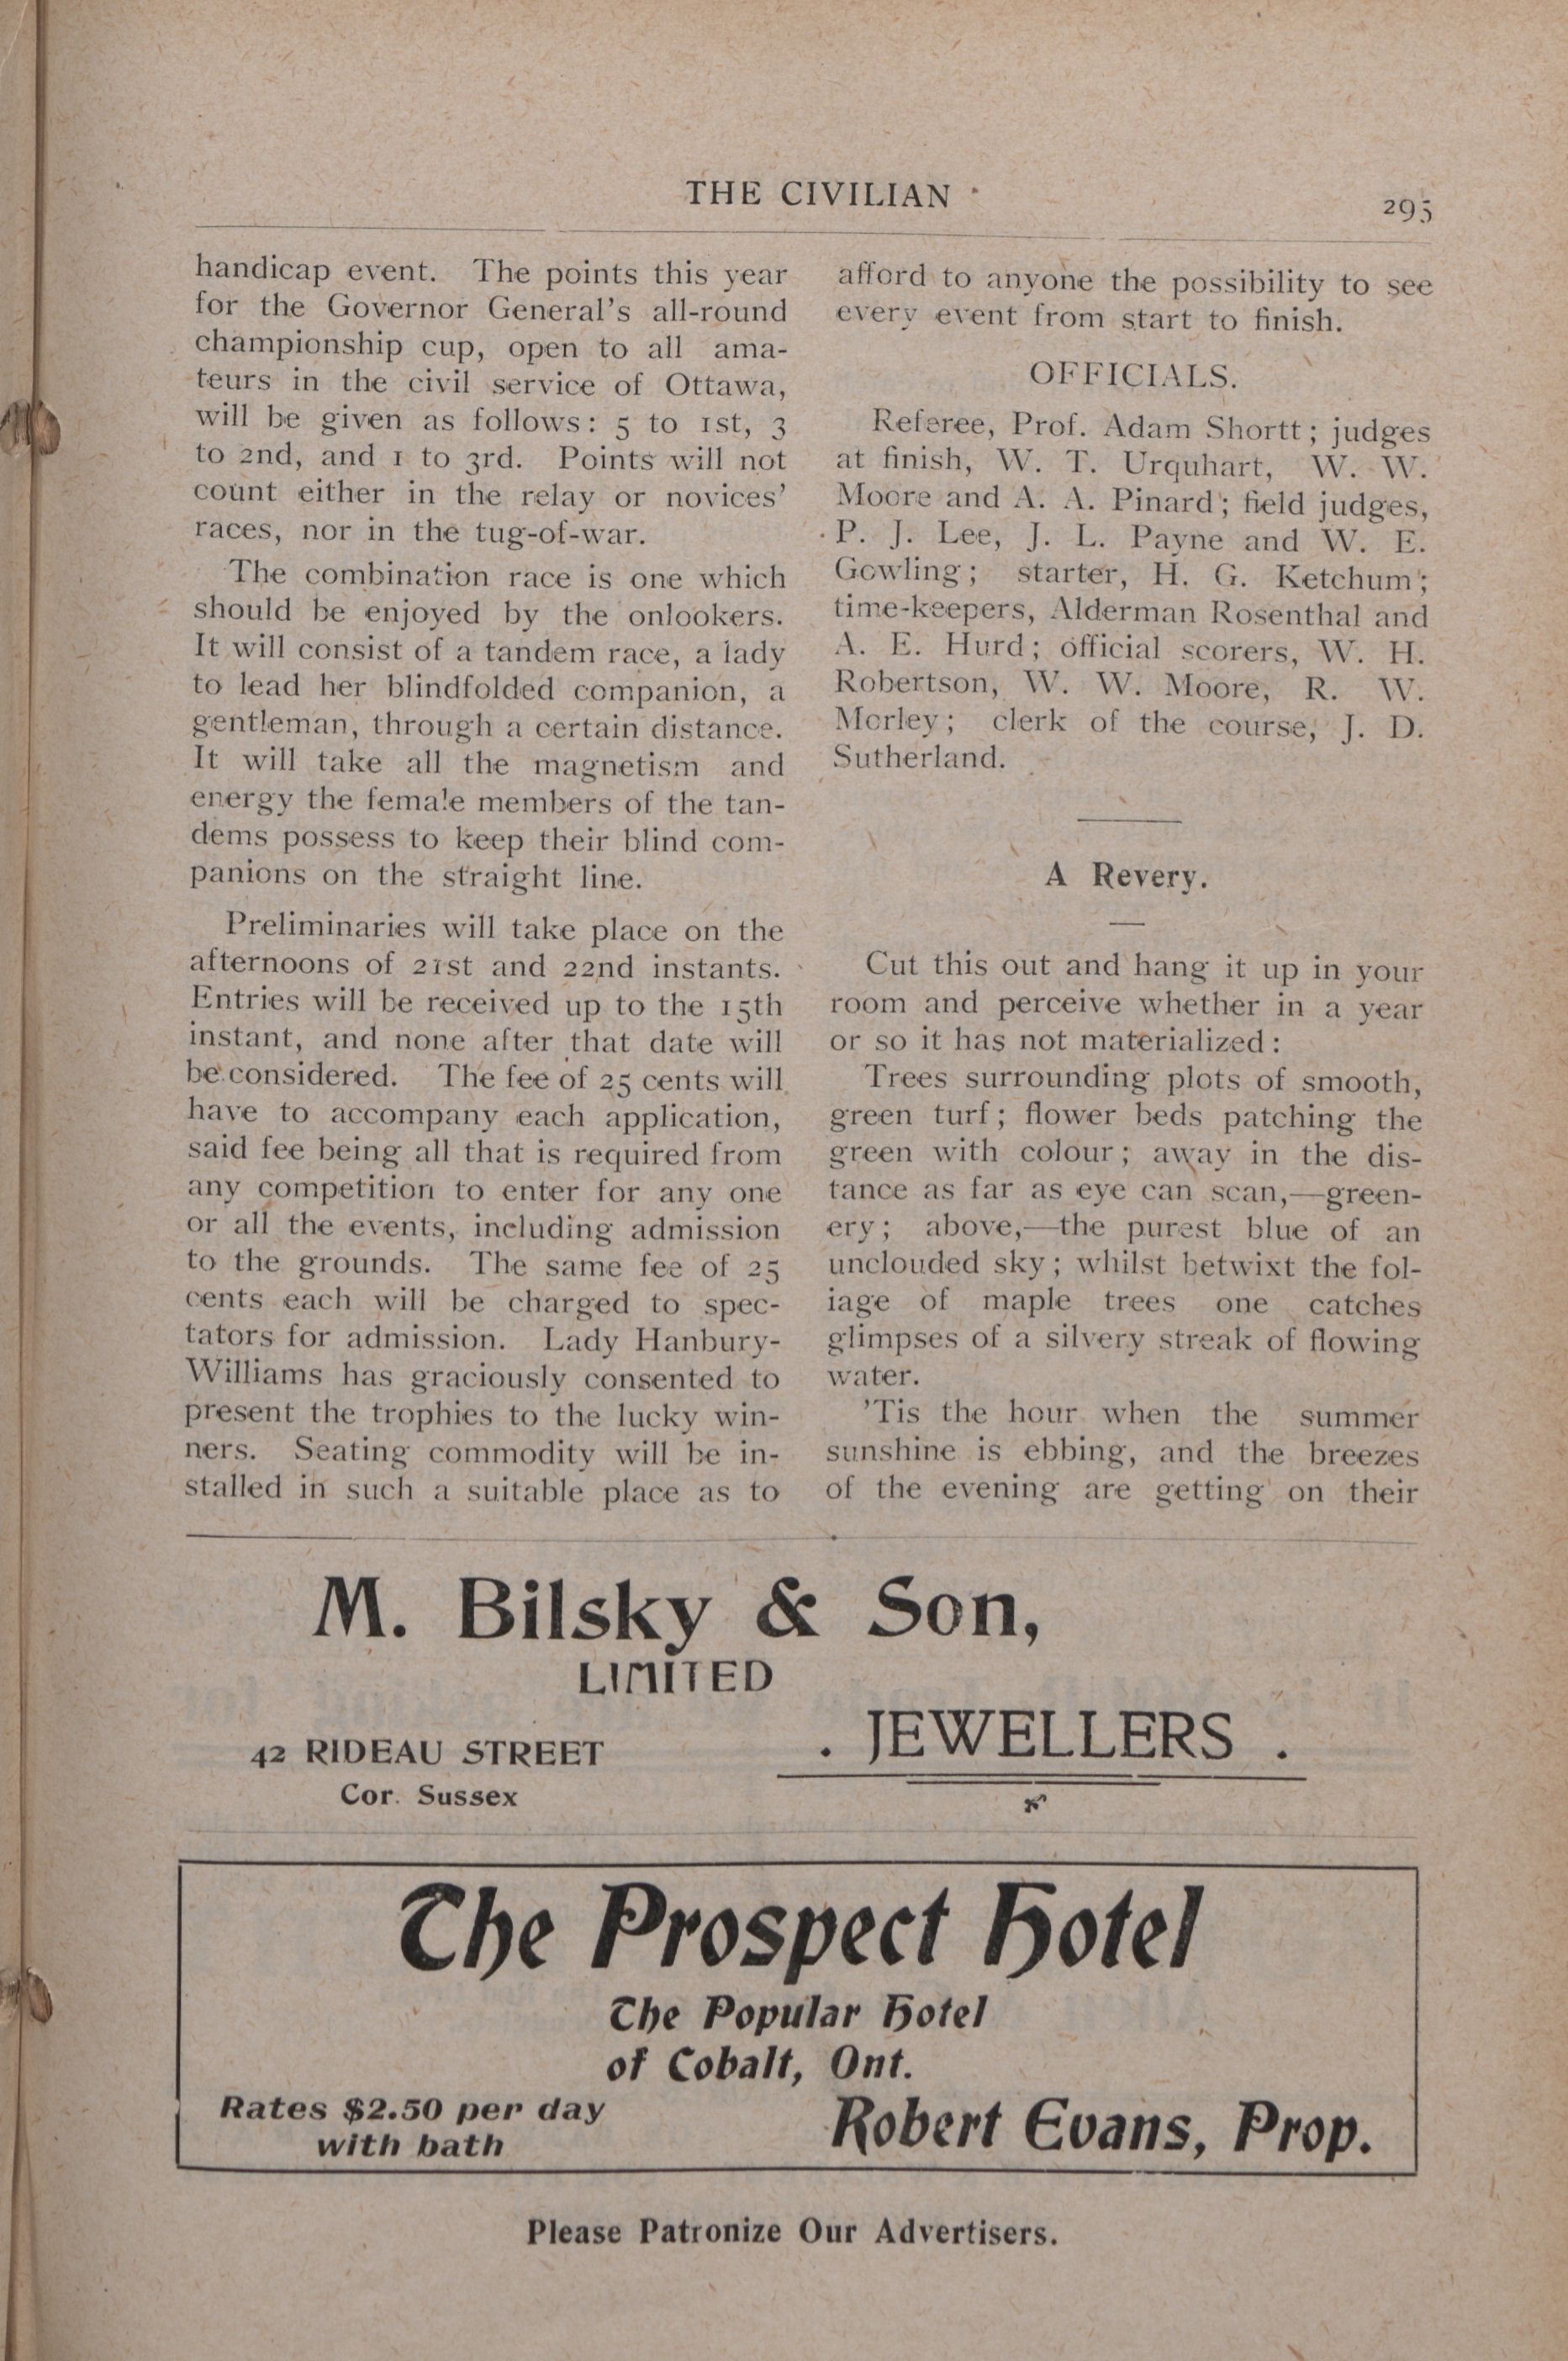 THE CIVILIAN
295
handicap event. The points this year
for the Governor General's all-round
championship cup, open to all ama-
teurs in the civil service of Ottawa,
will be given as follows: 5 to 1st, 3
to 2nd, and 1 to 3rd. Points will not
count either in the relay or novices'
races, nor in the tug-of-war.
The combination race is one which
should be enjoyed by the onlookers.
It will consist of a tandem race, a lady
to lead her blindfolded companion, a
gentleman, through a certain distance.
It will take all the magnetism and
energy the female members of the tan-
dems possess to keep their blind com-
panions on the straight line.
Preliminaries will take place on the
afternoons of 21st and 22nd instants.
Entries will be received up to the 15th
instant, and none after that date will
be considered. The fee of 25 cents will
have to accompany each application,
said fee being all that is required from
any competition to enter for any one
or all the events, including admission
to the grounds. The same fee of 25
cents each will be charged to spec-
tators for admission. Lady Hanbury-
Williams has graciously consented to
present the trophies to the lucky win-
ners. Seating commodity will be in-
stalled in such a suitable place as to
afford to anyone the possibility to see
every event from start to finish.
OFFICIALS.
Referee, Prof. Adam Shortt; judges
at finish, W. T. Urquhart, W. W.
Moore and A. A. Pinard; field judges,
P. J. Lee, J. L. Payne and W. E.
Gowling; starter, H. G. Ketchum;
time-keepers, Alderman Rosenthal and
A. E. Hurd; official scorers, W. H.
Robertson, W. W. Moore, R. W.
Morley; clerk of the course, J. D.
Sutherland.
A Revery.
Cut this out and hang it up in your
room and perceive whether in a year
or so it has not materialized:
Trees surrounding plots of smooth,
green turf; flower beds patching the
green with colour; away in the dis-
tance as far as eye can scan,—green-
ery; above,—the purest blue of an
unclouded sky; whilst betwixt the fol-
iage of maple trees one catches
glimpses of a silvery streak of flowing
water.
'Tis the hour when the summer
sunshine is ebbing, and the breezes
of the evening are getting on their
M. Bilsky & Son,
LIMITED
42 RIDEAU STREET
Cor. Sussex
. JEWELLERS .
The Prospect Hotel
The Popular Hotel
of Cobalt, Ont.
Rates $2.50 per day
with bath
Robert Evans, Prop.
Please Patronize Our Advertisers.